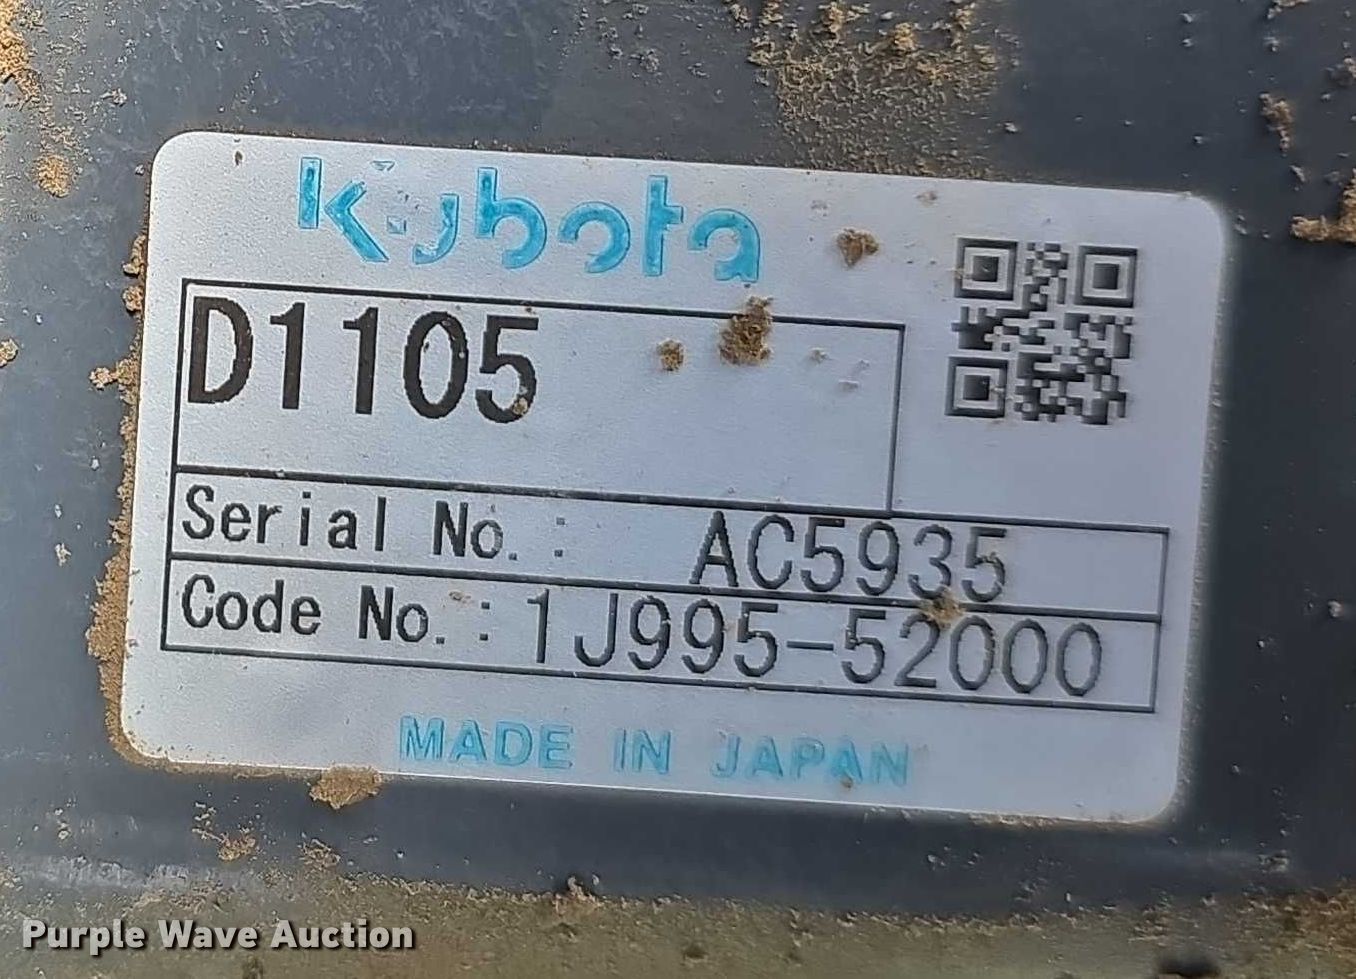 Kubota
D1105
Serial No.: AC5935
Code No.: 1J995-52000
MADE IN JAPAN
Purple Wave Auction